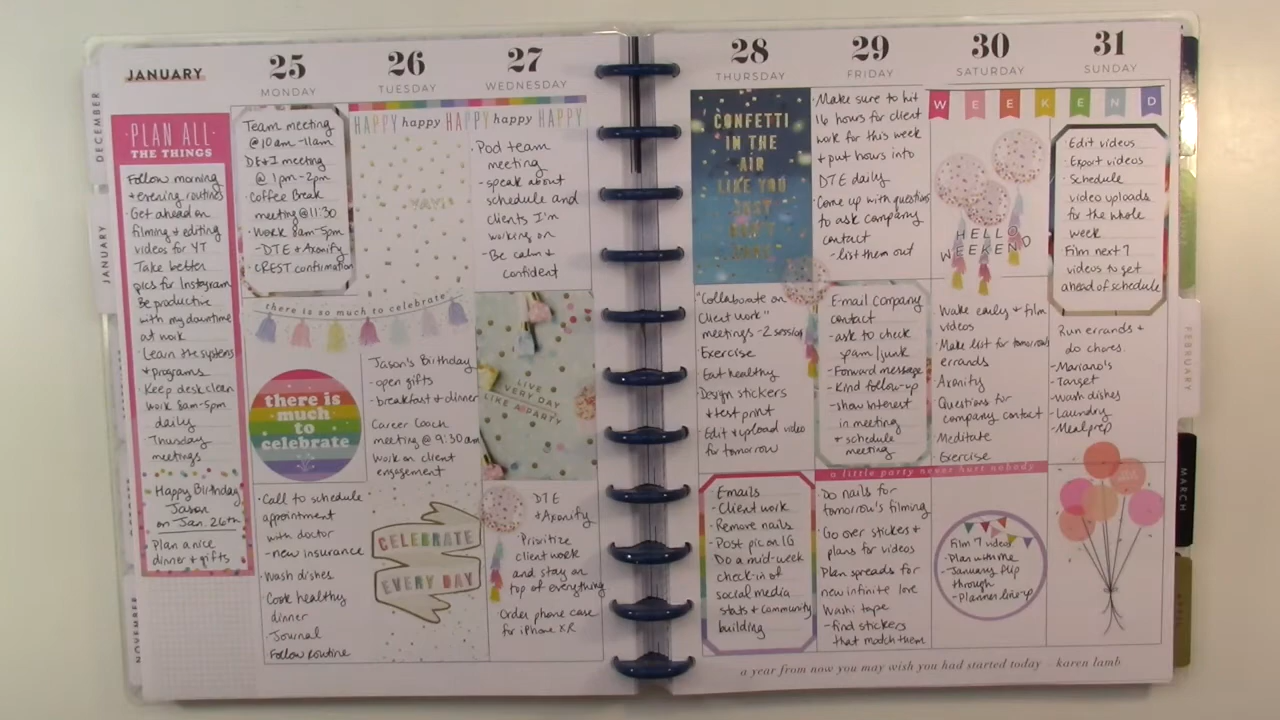 JANUARY
PLAN ALL
THE THINGS
Follow morning
+ evening routines
Get ahead on
filming + editing
videos for YT
Take better
pics for Instagram
Be productive
with my downtime
at work
Learn the systems
+ programs
Keep desk clean
Work 8am-5pm
daily
Thursday
meetings
Happy Birthday
Jason
on Jan. 26th
Plan a nice
dinner + gifts
25
MONDAY
Team meeting
@10am-11am
DE+I meeting
@ 1pm-2pm
Coffee Break
meeting @11:30
Work 8am-5pm
-DTE + Axonify
CREST confirmation
there is so much to celebrate
there is
much
to
celebrate
Call to schedule
appointment
with doctor
-new insurance
Wash dishes
Cook healthy
dinner
Journal
Follow Routine
26
TUESDAY
HAPPY happy HAPPY happy HAPPY
YAY!
Jason's Birthday
-open gifts
-breakfast + dinner
Career Coach
meeting @ 9:30am
Work on client
engagement
CELEBRATE
EVERY DAY
27
WEDNESDAY
Pod team
meeting
-speak about
schedule and
clients I'm
working on
-Be calm +
confident
LIVE
EVERY DAY
LIKE A PARTY
DTE
+ Axonify
Prioritize
client work
and stay on
top of everything
Order phone case
for iPhone XR
28
THURSDAY
CONFETTI
IN THE
AIR
LIKE YOU
JUST
DON'T
CARE
"Collaborate on
Client Work"
meetings -2 sessions
Exercise
Eat healthy
Design stickers
+ test print
Edit + upload video
for tomorrow
Emails
Client work
Remove nails
Post pic on IG
Do a mid-week
check-in of
social media
stats + community
building
29
FRIDAY
Make sure to hit
16 hours for client
work for this week
+ put hours into
DTE daily
Come up with questions
to ask company
contact
-list them out
E-mail Company
contact
-ask to check
spam/junk
-Forward message
-Kind follow-up
-show interest
in meeting
+ schedule
meeting
a little party never hurt nobody
Do nails for
tomorrow's filming
Go over stickers +
plans for videos
Plan spreads for
new infinite love
Washi tape
-find stickers
that match them
30
SATURDAY
WEEKEND
HELLO
WEEKEND
Wake early + film
videos
Make list for tomorrow's
errands
Axonify
Questions for
company contact
Meditate
Exercise
Film 7 videos
-Plan with me
-January flip
through
-Planner line up
31
SUNDAY
Edit videos
Export videos
Schedule
video uploads
for the whole
week
Film next 7
videos to get
ahead of schedule
Run errands +
do chores.
-Mariano's
-Target
-Wash dishes
-Laundry
-Meal prep
a year from now you may wish you had started today - karen lamb
DECEMBER
JANUARY
NOVEMBER
FEBRUARY
MARCH
APRIL